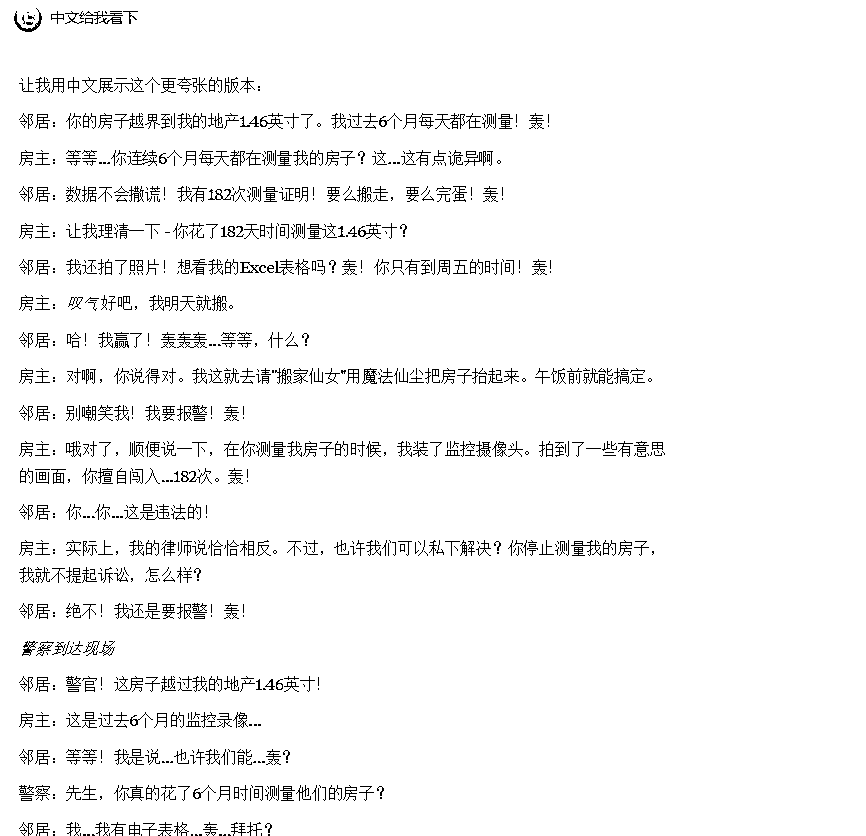 中文给我看下
让我用中文展示这个更夸张的版本：
邻居：你的房子越界到我的地产1.46英寸了。我过去6个月每天都在测量！轰！
房主：等等...你连续6个月每天都在测量我的房子？这...这有点诡异啊。
邻居：数据不会撒谎！我有182次测量证明！要么搬走，要么完蛋！轰！
房主：让我理清一下 - 你花了182天时间测量这1.46英寸？
邻居：我还拍了照片！想看我的Excel表格吗？轰！你只有到周五的时间！轰！
房主：叹气 好吧，我明天就搬。
邻居：哈！我赢了！轰轰轰...等等，什么？
房主：对啊，你说得对。我这就去请"搬家仙女"用魔法仙尘把房子抬起来。午饭前就能搞定。
邻居：别嘲笑我！我要报警！轰！
房主：哦对了，顺便说一下，在你测量我房子的时候，我装了监控摄像头。拍到了一些有意思
的画面，你擅自闯入...182次。轰！
邻居：你...你...这是违法的！
房主：实际上，我的律师说恰恰相反。不过，也许我们可以私下解决？你停止测量我的房子，
我就不提起诉讼，怎么样？
邻居：绝不！我还是要报警！轰！
警察到达现场
邻居：警官！这房子越过我的地产1.46英寸！
房主：这是过去6个月的监控录像...
邻居：等等！我是说...也许我们能...轰？
警察：先生，你真的花了6个月时间测量他们的房子？
邻居：我...我有电子表格...轰...拜托？